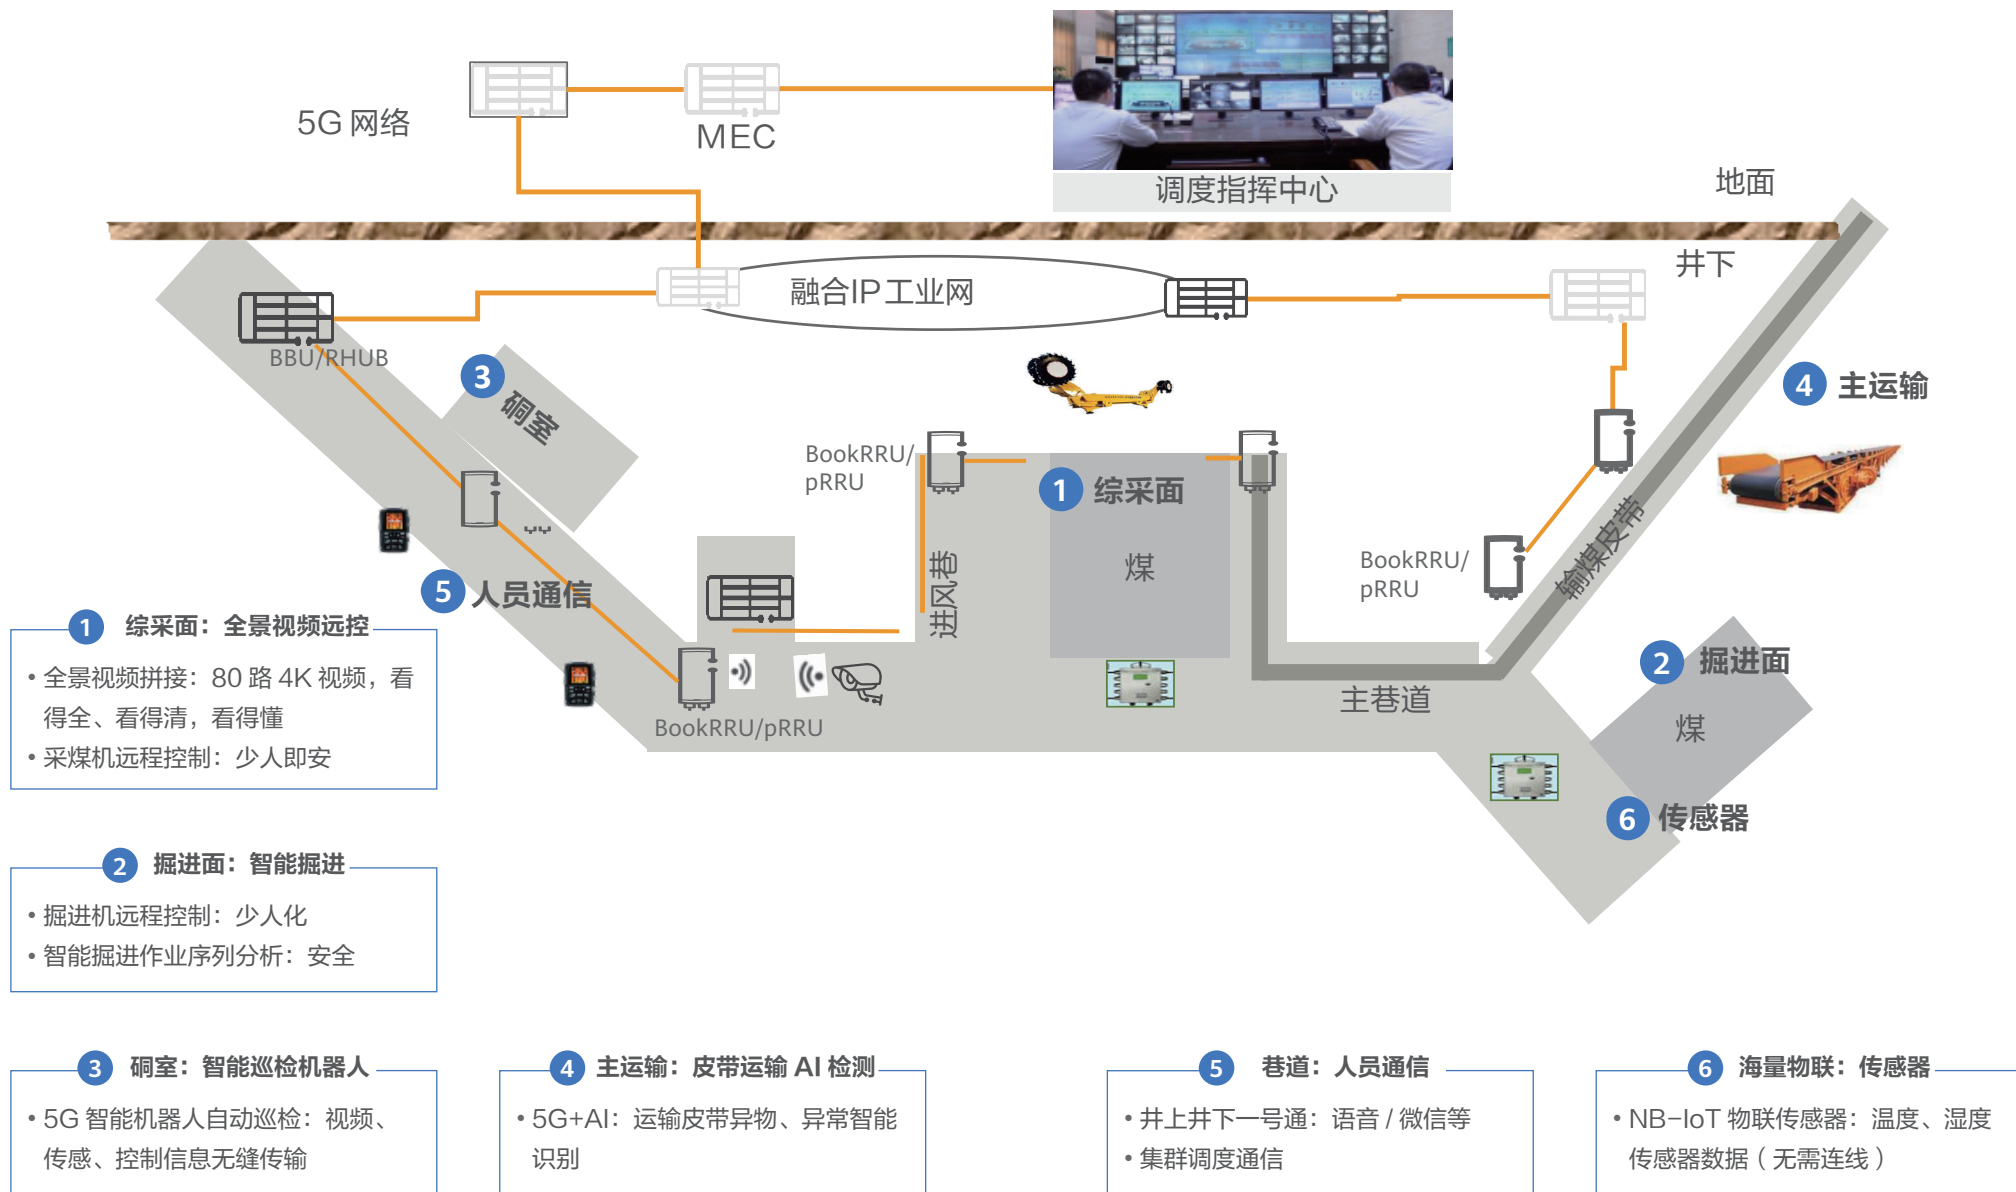 5G 网络
MEC
调度指挥中心
地面
井下
融合IP工业网
BBU/RHUB
3
硐室
4 主运输
BookRRU/
pRRU
1 综采面
煤
进风巷
BookRRU/
pRRU
输煤皮带
5 人员通信
BookRRU/pRRU
主巷道
2 掘进面
煤
6 传感器
1 综采面：全景视频远控
• 全景视频拼接：80 路 4K 视频，看
得全、看得清，看得懂
• 采煤机远程控制：少人即安
2 掘进面：智能掘进
• 掘进机远程控制：少人化
• 智能掘进作业序列分析：安全
3 硐室：智能巡检机器人
• 5G 智能机器人自动巡检：视频、
传感、控制信息无缝传输
4 主运输：皮带运输 AI 检测
• 5G+AI：运输皮带异物、异常智能
识别
5 巷道：人员通信
• 井上井下一号通：语音 / 微信等
• 集群调度通信
6 海量物联：传感器
• NB-IoT 物联传感器：温度、湿度
传感器数据（无需连线）